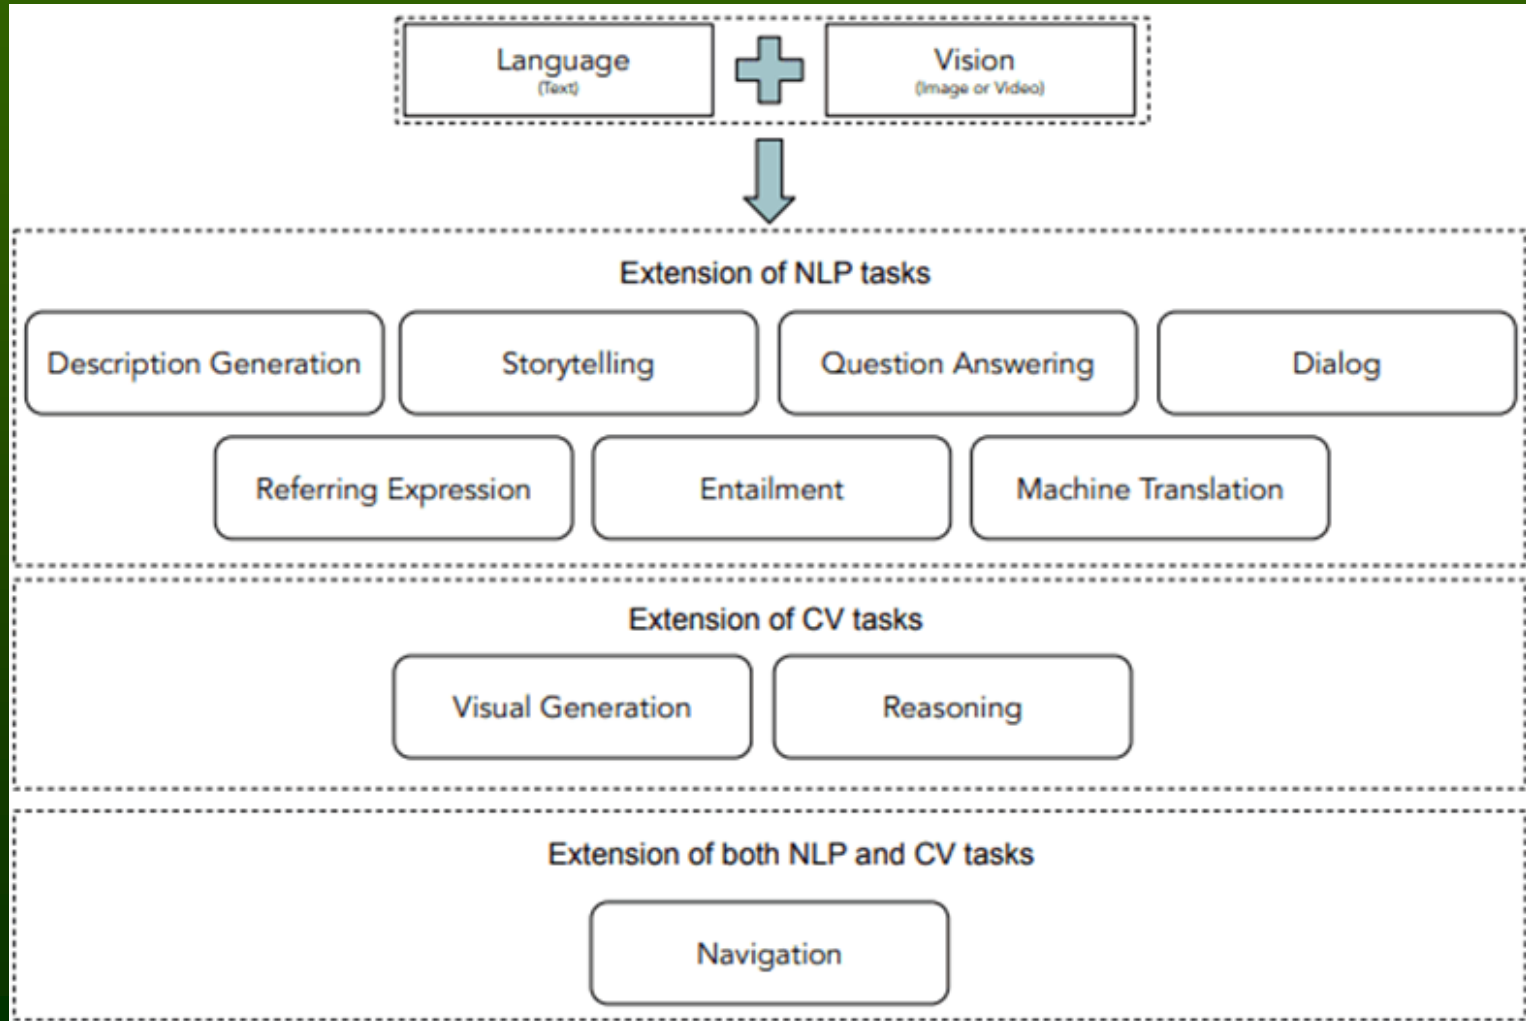 Language
(Text)
Vision
(Image or Video)
Extension of NLP tasks
Description Generation
Storytelling
Question Answering
Dialog
Referring Expression
Entailment
Machine Translation
Extension of CV tasks
Visual Generation
Reasoning
Extension of both NLP and CV tasks
Navigation